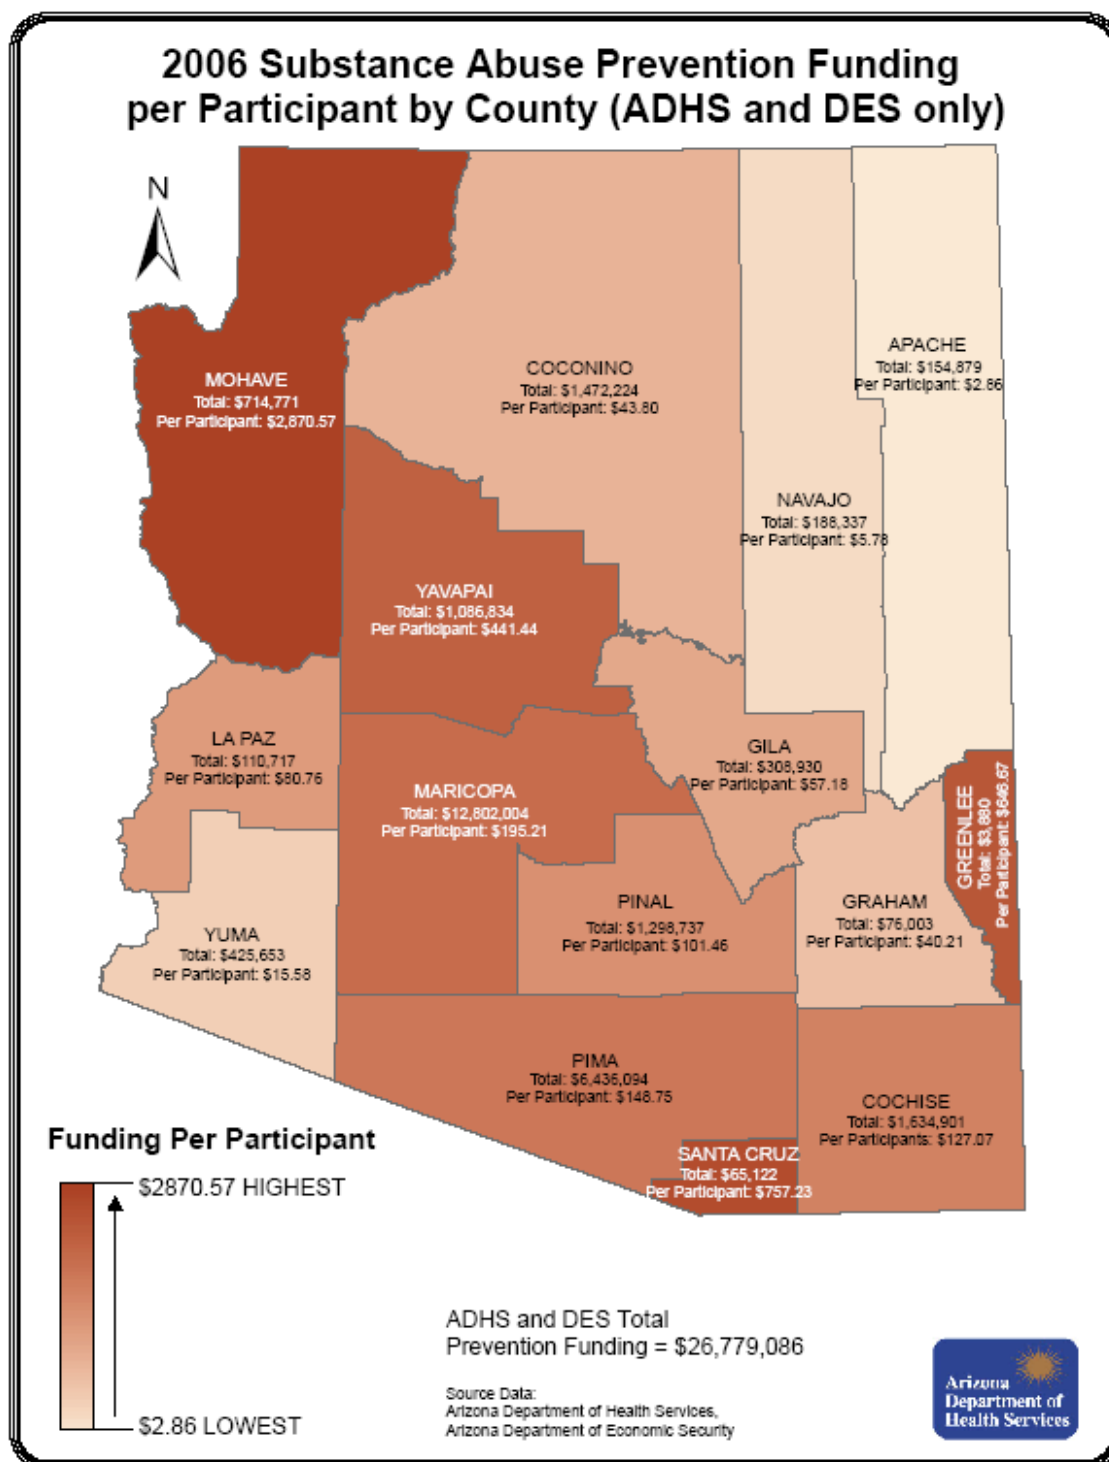 2006 Substance Abuse Prevention Funding
per Participant by County (ADHS and DES only)
N
MOHAVE
Total: $714,771
Per Participant: $2,870.57
COCONINO
Total: $1,472,224
Per Participant: $43.80
APACHE
Total: $154,879
Per Participant: $2.86
NAVAJO
Total: $188,337
Per Participant: $5.78
YAVAPAI
Total: $1,086,834
Per Participant: $441.44
LA PAZ
Total: $110,717
Per Participant: $80.76
MARICOPA
Total: $12,802,004
Per Participant: $195.21
GILA
Total: $308,930
Per Participant: $57.18
GREENLEE
Total: $3,880
Per Participant: $646.67
PINAL
Total: $1,298,737
Per Participant: $101.46
GRAHAM
Total: $76,003
Per Participant: $40.21
YUMA
Total: $425,653
Per Participant: $15.58
PIMA
Total: $6,436,094
Per Participant: $148.75
COCHISE
Total: $1,634,901
Per Participants: $127.07
SANTA CRUZ
Total: $65,122
Per Participant: $757.23
Funding Per Participant
$2870.57 HIGHEST
$2.86 LOWEST
ADHS and DES Total
Prevention Funding = $26,779,086
Source Data:
Arizona Department of Health Services,
Arizona Department of Economic Security
Arizona
Department of
Health Services